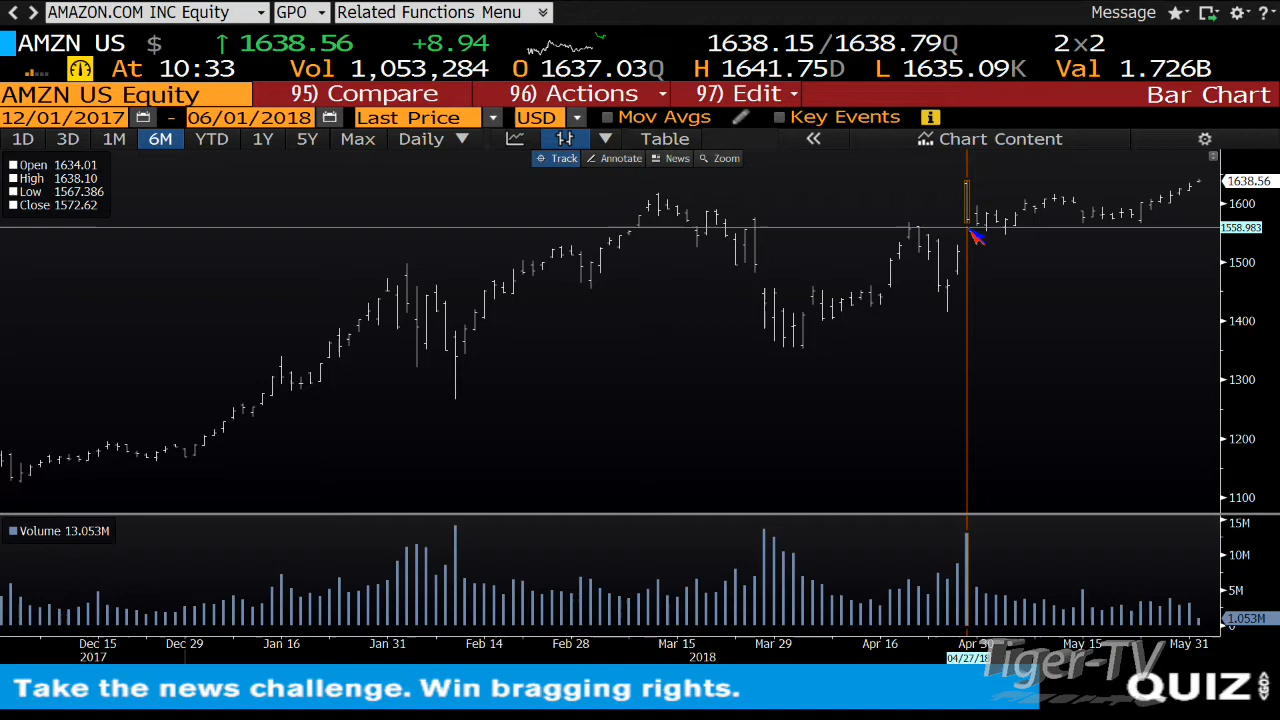 AMAZON.COM INC Equity GPO Related Functions Menu Message
AMZN US $ ↑ 1638.56 +8.94 1638.15/1638.79Q 2×2
At 10:33 Vol 1,053,284 O 1637.03Q H 1641.75D L 1635.09K Val 1.726B
AMZN US Equity 95) Compare 96) Actions 97) Edit Bar Chart
12/01/2017 - 06/01/2018 Last Price USD Mov Avgs Key Events
1D 3D 1M 6M YTD 1Y 5Y Max Daily Table « Chart Content
Track Annotate News Zoom
Open 1634.01
High 1638.10
Low 1567.386
Close 1572.62
1638.56
1600
1558.983
1500
1400
1300
1200
1100
Volume 13.053M
15M
10M
5M
1.053M
0
Dec 15 Dec 29 Jan 16 Jan 31 Feb 14 Feb 28 Mar 15 Mar 29 Apr 16 Apr 30 May 15 May 31
2017 2018 04/27/18
Tiger-TV
Take the news challenge. Win bragging rights. QUIZ